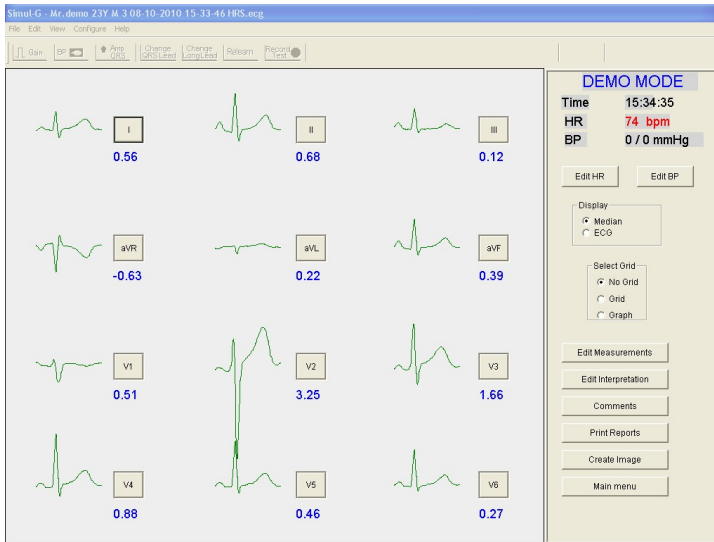 Simul-G - Mr.demo 23Y M 3 08-10-2010 15-33-46 HRS.ecg
File Edit View Configure Help
Gain BP Amp QRS Change QRS Lead Change Long Lead Relearn Record Test
DEMO MODE
Time 15:34:35
HR 74 bpm
BP 0 / 0 mmHg
Edit HR Edit BP
Display
Median
ECG
Select Grid
No Grid
Grid
Graph
Edit Measurements
Edit Interpretation
Comments
Print Reports
Create Image
Main menu
I II III
0.56 0.68 0.12
aVR aVL aVF
-0.63 0.22 0.39
V1 V2 V3
0.51 3.25 1.66
V4 V5 V6
0.88 0.46 0.27